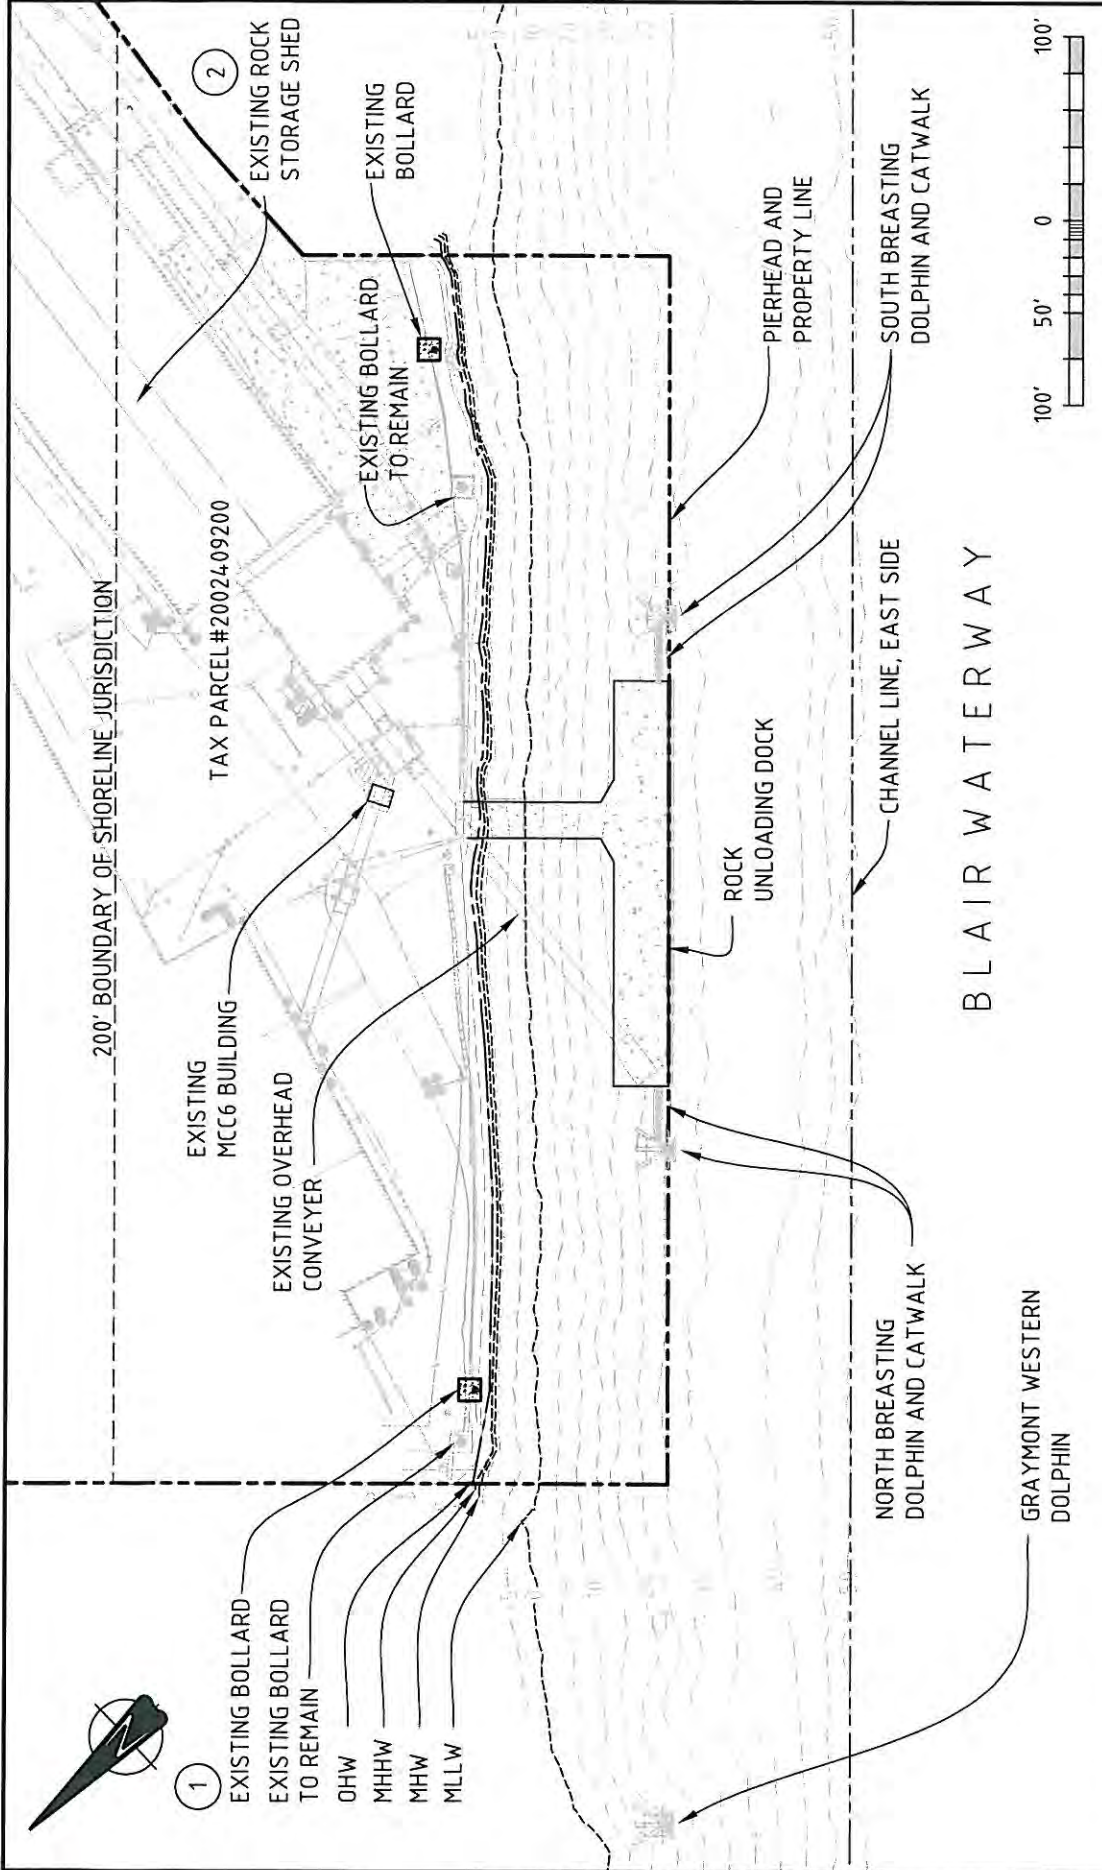 1
EXISTING BOLLARD
EXISTING BOLLARD
TO REMAIN
OHW
MHHW
MHW
MLLW
200' BOUNDARY OF SHORELINE JURISDICTION
TAX PARCEL#2002409200
2
EXISTING ROCK
STORAGE SHED
EXISTING
MCC6 BUILDING
EXISTING OVERHEAD
CONVEYER
EXISTING BOLLARD
TO REMAIN
EXISTING
BOLLARD
ROCK
UNLOADING DOCK
PIERHEAD AND
PROPERTY LINE
SOUTH BREASTING
DOLPHIN AND CATWALK
NORTH BREASTING
DOLPHIN AND CATWALK
CHANNEL LINE, EAST SIDE
GRAYMONT WESTERN
DOLPHIN
BLAIR WATERWAY
100' 50' 0 100'